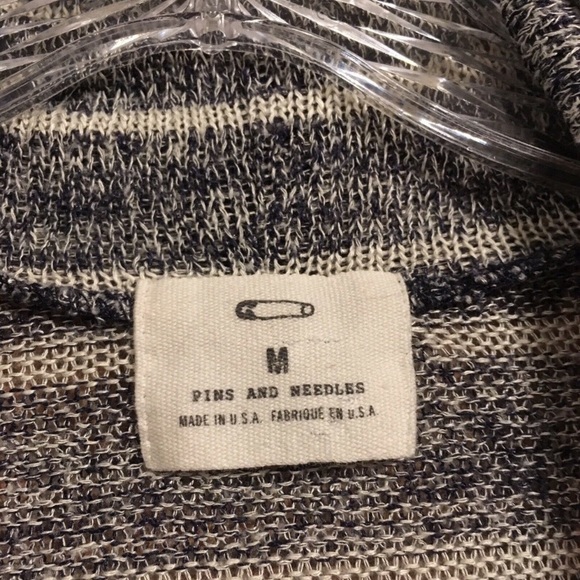 M
PINS AND NEEDLES
MADE IN U.S.A. FABRIQUE EN U.S.A.